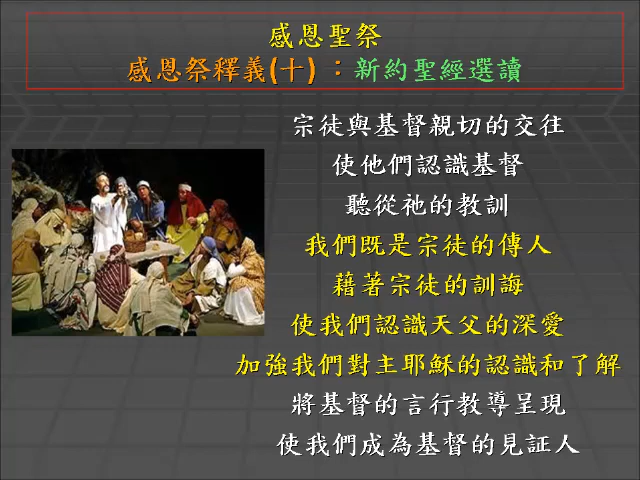 感恩聖祭
感恩祭釋義(十)：新約聖經選讀
宗徒與基督親切的交往
使他們認識基督
聽從祂的教訓
我們既是宗徒的傳人
藉著宗徒的訓誨
使我們認識天父的深愛
加強我們對主耶穌的認識和了解
將基督的言行教導呈現
使我們成為基督的見証人